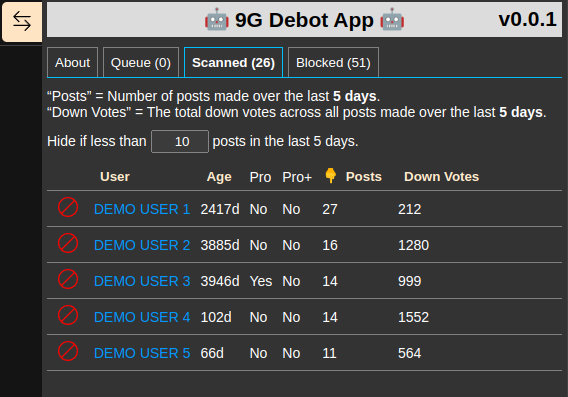 🤖 9G Debot App 🤖 v0.0.1
About Queue (0) Scanned (26) Blocked (51)
“Posts” = Number of posts made over the last 5 days.
“Down Votes” = The total down votes across all posts made over the last 5 days.
Hide if less than 10 posts in the last 5 days.
User Age Pro Pro+ 👇 Posts Down Votes
DEMO USER 1 2417d No No 27 212
DEMO USER 2 3885d No No 16 1280
DEMO USER 3 3946d Yes No 14 999
DEMO USER 4 102d No No 14 1552
DEMO USER 5 66d No No 11 564